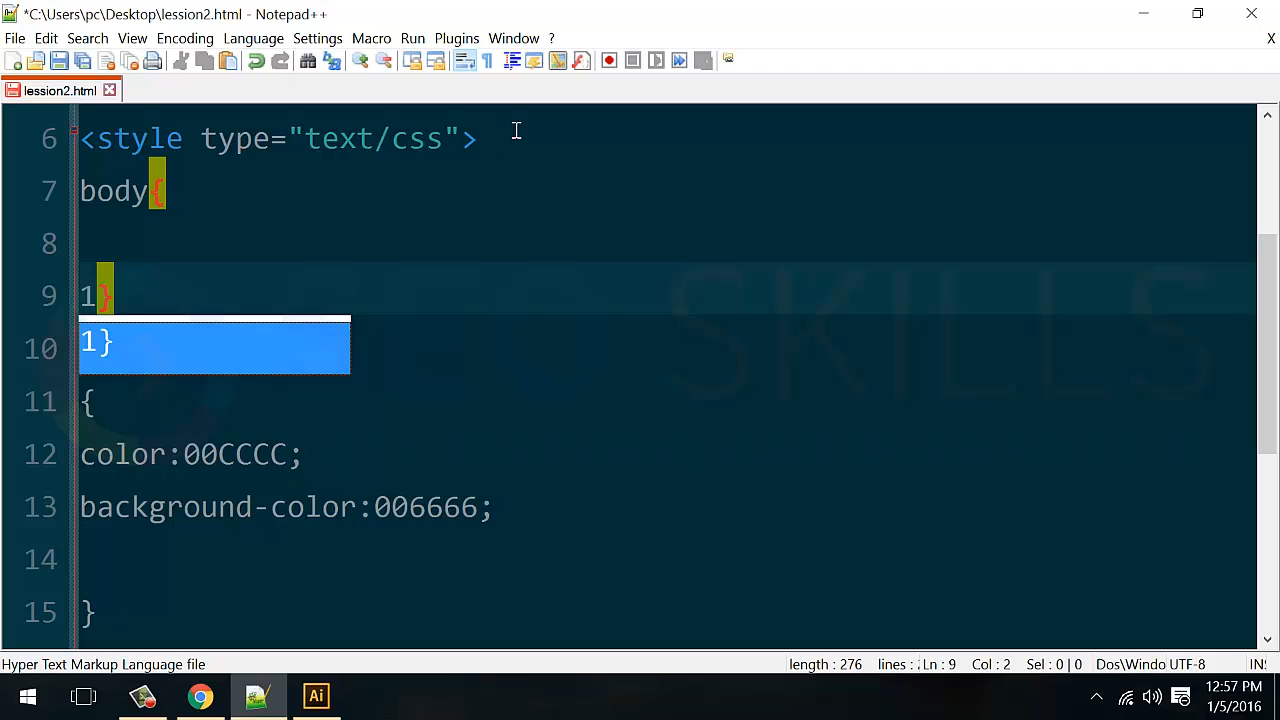 *C:\Users\pc\Desktop\lession2.html - Notepad++
File Edit Search View Encoding Language Settings Macro Run Plugins Window ? X
lession2.html
6 <style type="text/css">
7 body{
8
9 1}
10 1}
11 {
12 color:00CCCC;
13 background-color:006666;
14
15 }
SKILLS
Hyper Text Markup Language file length : 276 lines : . Ln : 9 Col : 2 Sel : 0 | 0 Dos\Windo UTF-8 IN
Ai 12:57 PM
1/5/2016